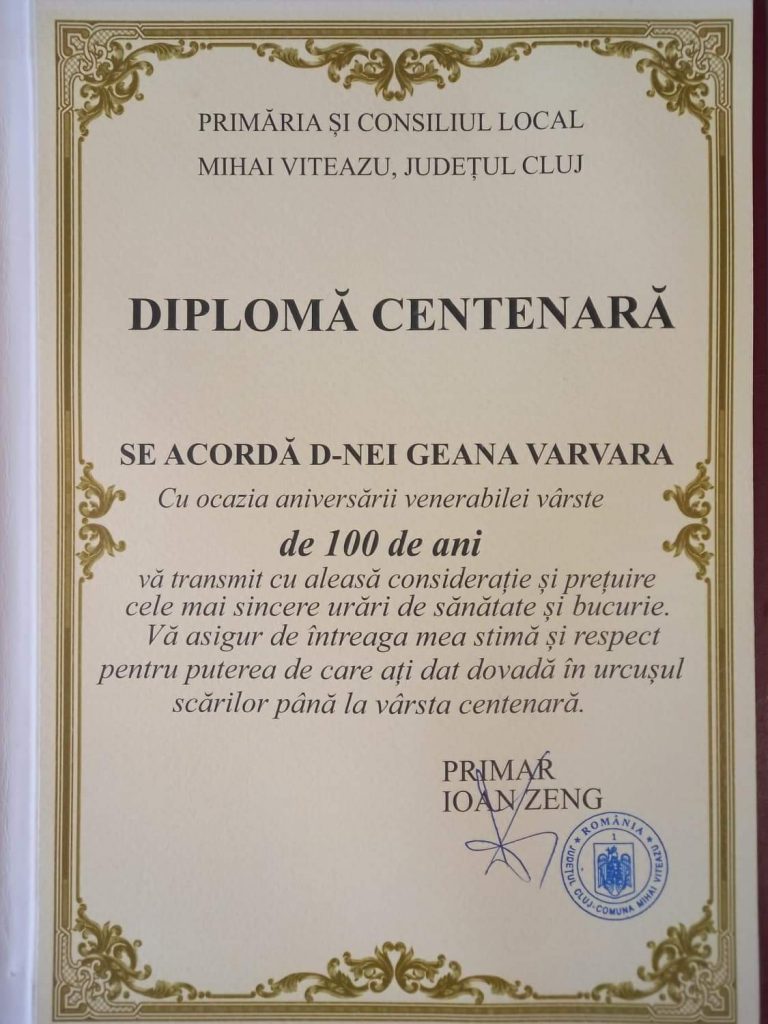 PRIMĂRIA ȘI CONSILIUL LOCAL
MIHAI VITEAZU, JUDEȚUL CLUJ
DIPLOMĂ CENTENARĂ
SE ACORDĂ D-NEI GEANA VARVARA
Cu ocazia aniversării venerabilei vârste
de 100 de ani
vă transmit cu aleasă considerație și prețuire
cele mai sincere urări de sănătate și bucurie.
Vă asigur de întreaga mea stimă și respect
pentru puterea de care ați dat dovadă în urcușul
scărilor până la vârsta centenară.
PRIMAR
IOAN ZENG
★ ROMÂNIA ★
1
JUDEȚUL CLUJ-COMUNA MIHAI VITEAZU